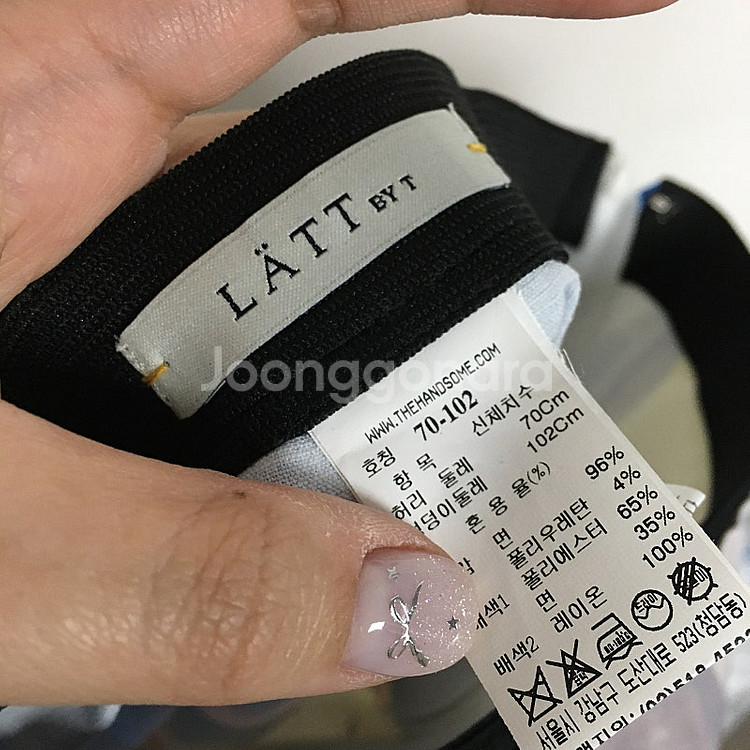 LÄTT BY T
Joonggonara
WWW.THEHANDSOME.COM
호칭 70-102
항 목 신체치수
허리 둘레 70Cm
엉덩이둘레 102Cm
혼 용 율(%)
면 96%
폴리우레탄 4%
폴리에스터 65%
배색1 면 35%
배색2 레이온 100%
서울시 강남구 도산대로 523(청담동)